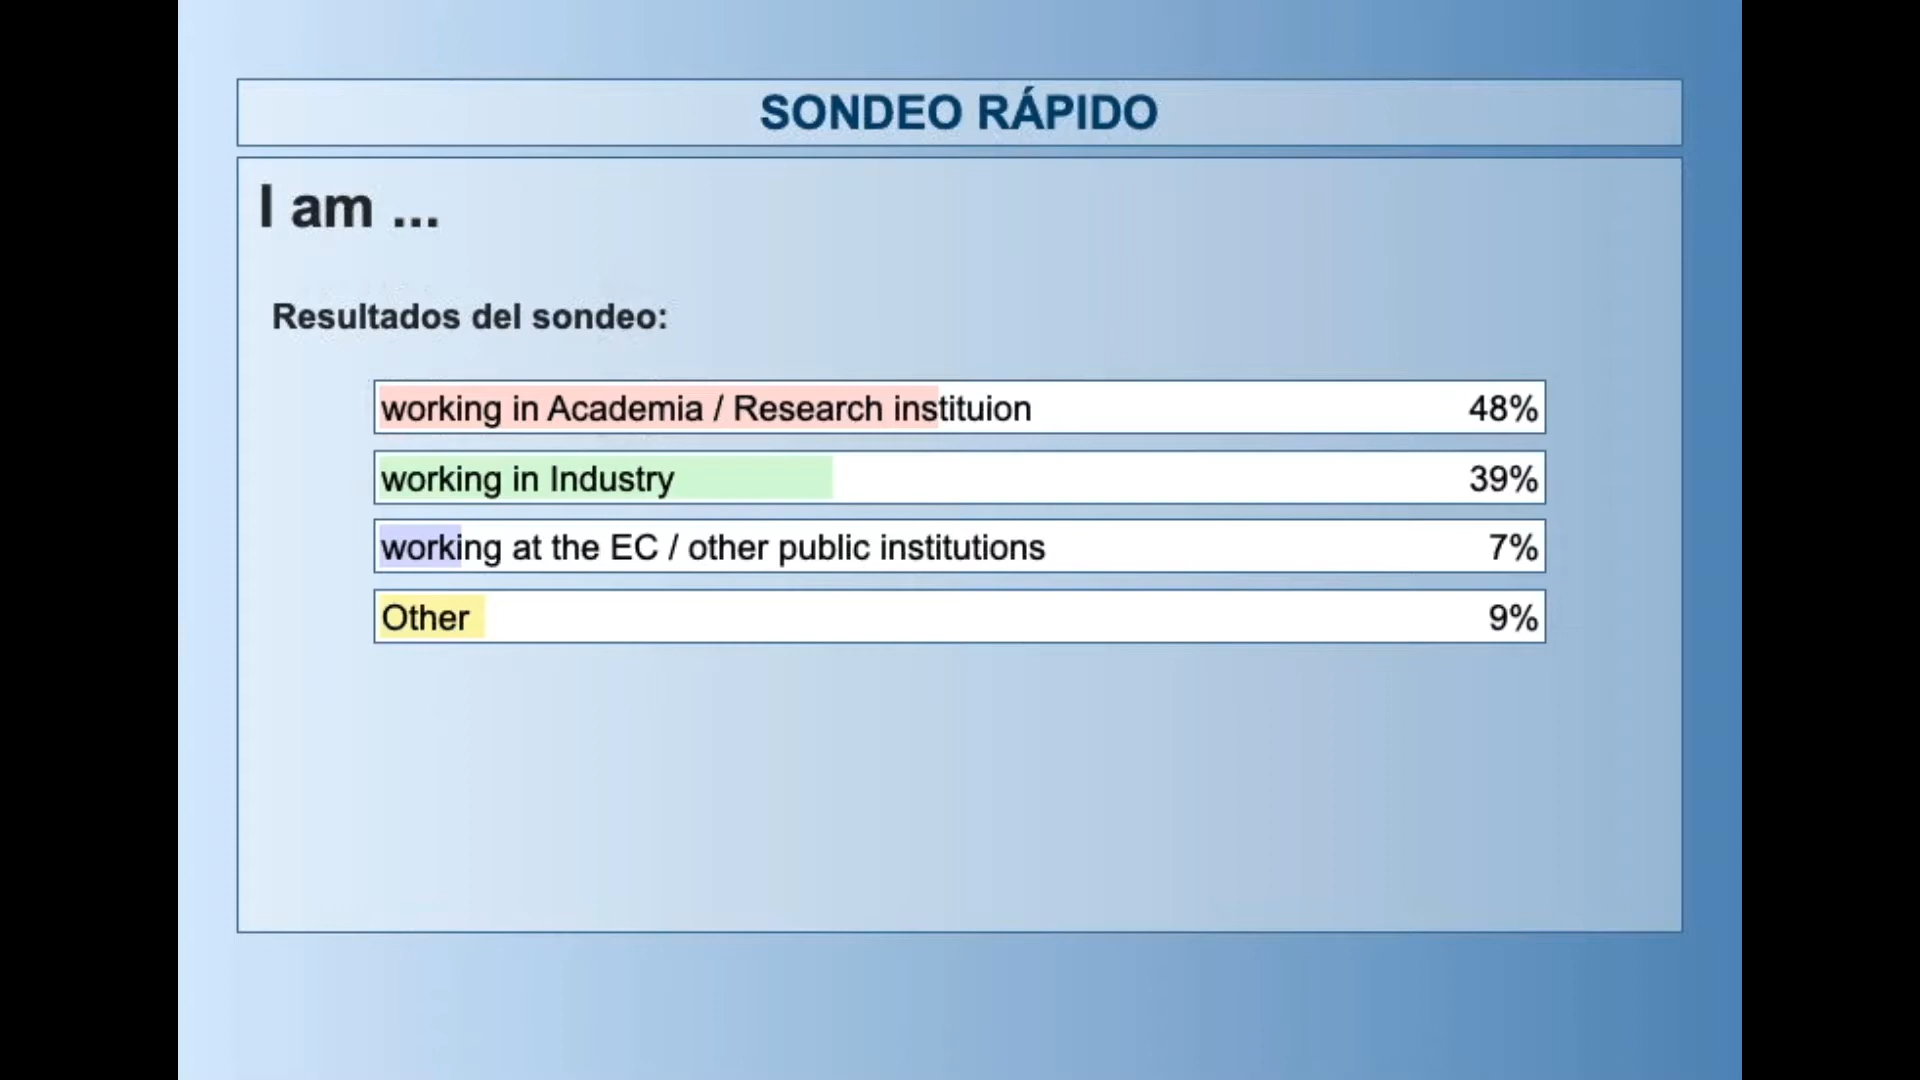 SONDEO RÁPIDO
I am ...
Resultados del sondeo:
working in Academia / Research instituion 48%
working in Industry 39%
working at the EC / other public institutions 7%
Other 9%